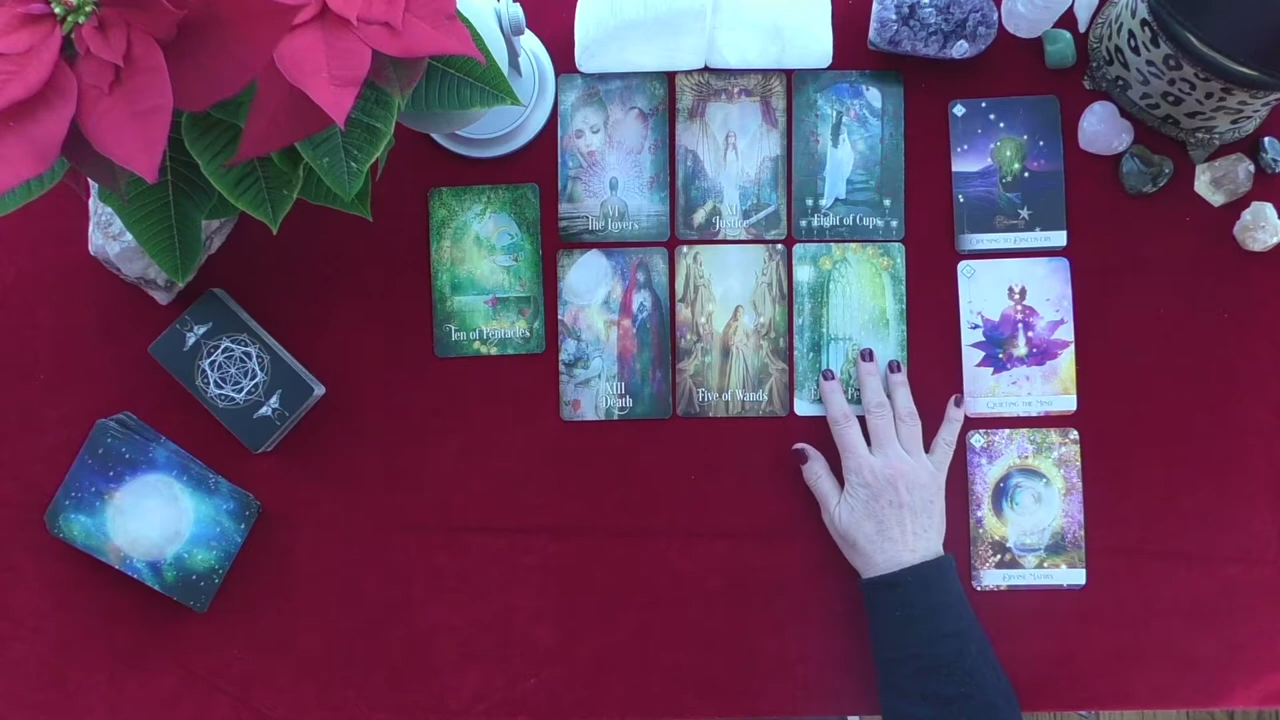 VI
The Lovers
XI
Justice
Eight of Cups
Ten of Pentacles
XIII
Death
Five of Wands
Opening to Discovery
Quieting the Mind
Divine Matrix